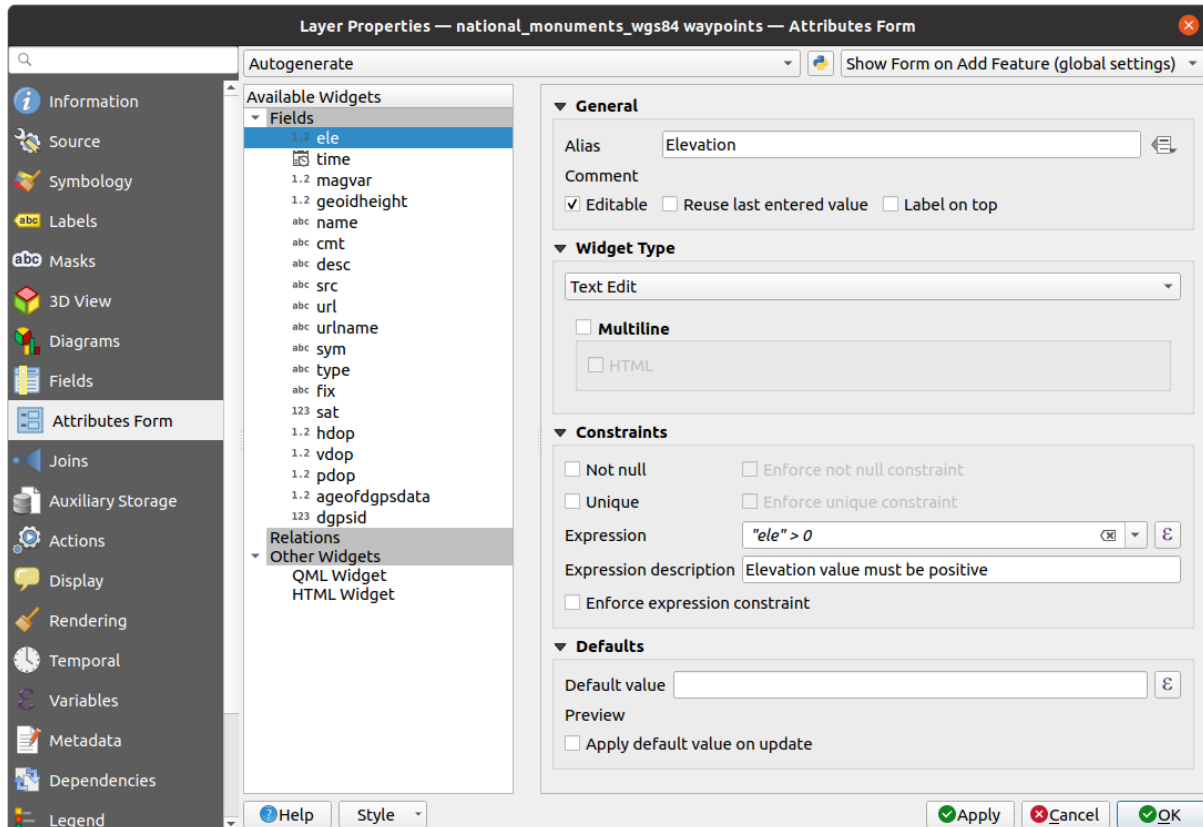 Layer Properties — national_monuments_wgs84 waypoints — Attributes Form
Information
Source
Symbology
abc Labels
abc Masks
3D View
Diagrams
Fields
Attributes Form
Joins
Auxiliary Storage
Actions
Display
Rendering
Temporal
ε Variables
Metadata
Dependencies
Legend
Autogenerate
Show Form on Add Feature (global settings)
Available Widgets
Fields
1.2 ele
time
1.2 magvar
1.2 geoidheight
abc name
abc cmt
abc desc
abc src
abc url
abc urlname
abc sym
abc type
abc fix
123 sat
1.2 hdop
1.2 vdop
1.2 pdop
1.2 ageofdgpsdata
123 dgpsid
Relations
Other Widgets
QML Widget
HTML Widget
General
Alias Elevation
Comment
Editable Reuse last entered value Label on top
Widget Type
Text Edit
Multiline
HTML
Constraints
Not null Enforce not null constraint
Unique Enforce unique constraint
Expression "ele" > 0 ε
Expression description Elevation value must be positive
Enforce expression constraint
Defaults
Default value ε
Preview
Apply default value on update
Help Style Apply Cancel OK